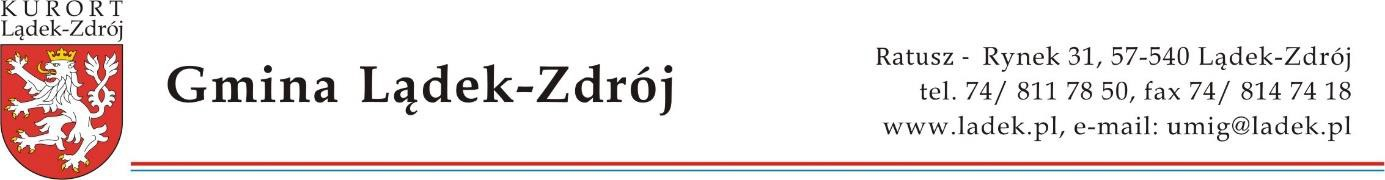 KURORT
Lądek-Zdrój
Gmina Lądek-Zdrój
Ratusz - Rynek 31, 57-540 Lądek-Zdrój
tel. 74/ 811 78 50, fax 74/ 814 74 18
www.ladek.pl, e-mail: umig@ladek.pl